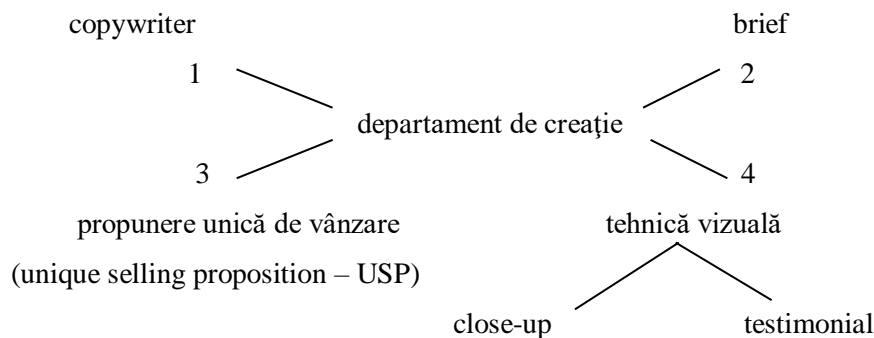 copywriter brief
1 2
departament de creaţie
3 4
propunere unică de vânzare tehnică vizuală
(unique selling proposition – USP)
close-up testimonial